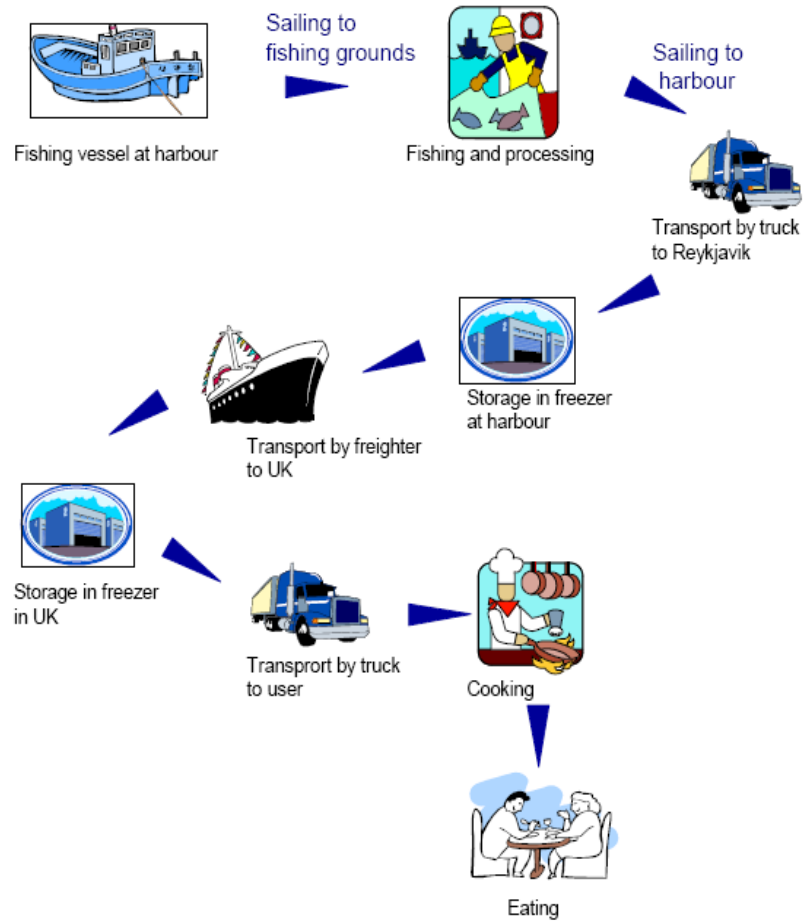 Sailing to
fishing grounds
Sailing to
harbour
Fishing vessel at harbour
Fishing and processing
Transport by truck
to Reykjavik
Storage in freezer
at harbour
Transport by freighter
to UK
Storage in freezer
in UK
Transprort by truck
to user
Cooking
Eating